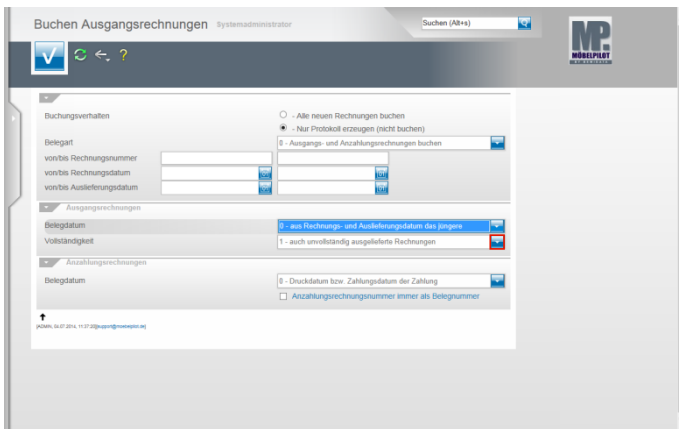 Buchen Ausgangsrechnungen Systemadministrator
Suchen (Alt+s)
MP
MÖBELPILOT
?
Buchungsverhalten
- Alle neuen Rechnungen buchen
- Nur Protokoll erzeugen (nicht buchen)
Belegart
0 - Ausgangs- und Anzahlungsrechnungen buchen
von/bis Rechnungsnummer
von/bis Rechnungsdatum
von/bis Auslieferungsdatum
Ausgangsrechnungen
Belegdatum
0 - aus Rechnungs- und Auslieferungsdatum das jüngere
Vollständigkeit
1 - auch unvollständig ausgelieferte Rechnungen
Anzahlungsrechnungen
Belegdatum
0 - Druckdatum bzw. Zahlungsdatum der Zahlung
Anzahlungsrechnungsnummer immer als Belegnummer